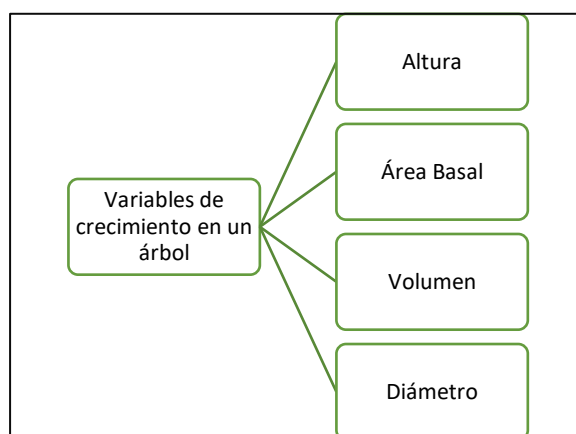 Altura
Área Basal
Variables de
crecimiento en un
árbol
Volumen
Diámetro